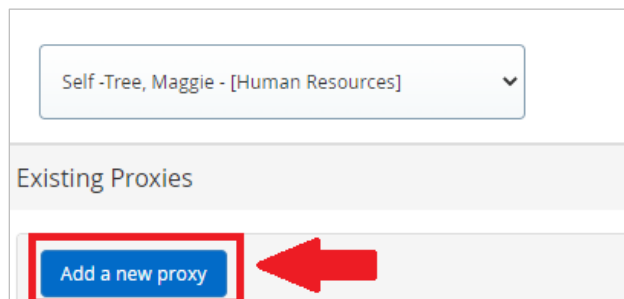 Self -Tree, Maggie - [Human Resources]
Existing Proxies
Add a new proxy